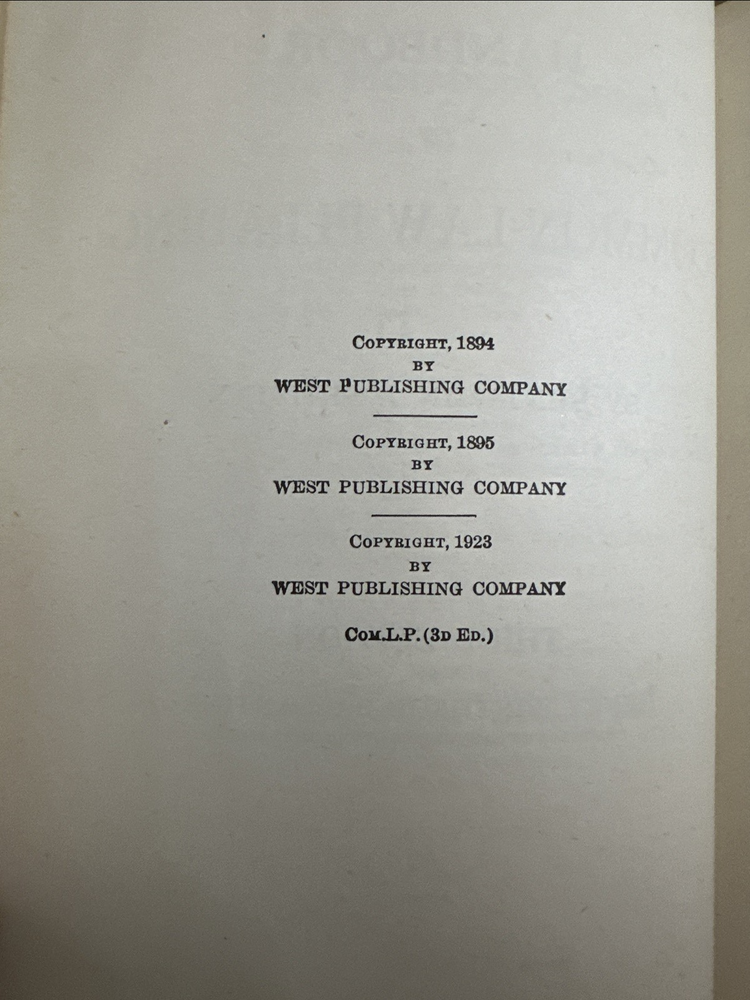 COPYRIGHT, 1894
BY
WEST PUBLISHING COMPANY
COPYRIGHT, 1895
BY
WEST PUBLISHING COMPANY
COPYRIGHT, 1923
BY
WEST PUBLISHING COMPANY
COM.L.P.(3D ED.)